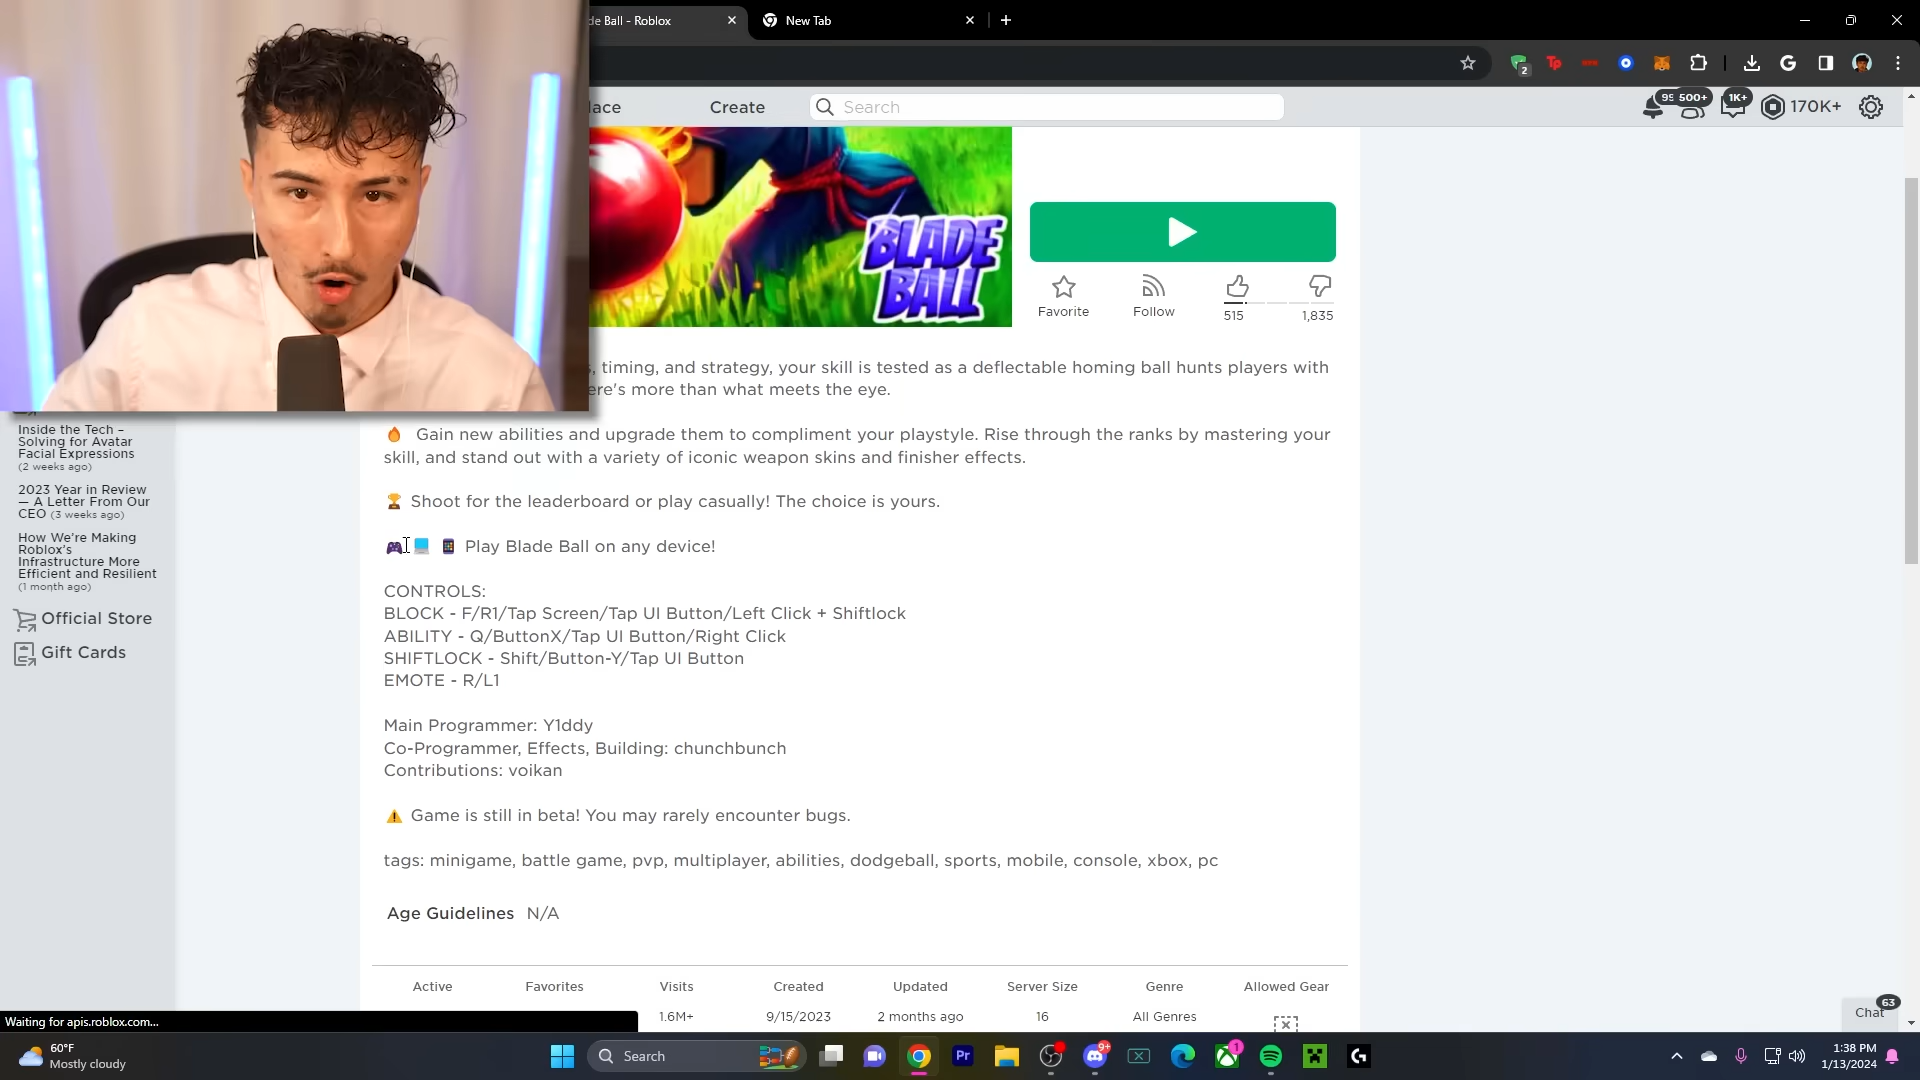 de Ball - Roblox
New Tab
2
lace
Create
Search
500+
1K+
170K+
BLADE
BALL
Favorite
Follow
515
1,835
, timing, and strategy, your skill is tested as a deflectable homing ball hunts players with
ere's more than what meets the eye.
Gain new abilities and upgrade them to compliment your playstyle. Rise through the ranks by mastering your
skill, and stand out with a variety of iconic weapon skins and finisher effects.
Shoot for the leaderboard or play casually! The choice is yours.
Play Blade Ball on any device!
CONTROLS:
BLOCK - F/R1/Tap Screen/Tap UI Button/Left Click + Shiftlock
ABILITY - Q/ButtonX/Tap UI Button/Right Click
SHIFTLOCK - Shift/Button-Y/Tap UI Button
EMOTE - R/L1
Main Programmer: Y1ddy
Co-Programmer, Effects, Building: chunchbunch
Contributions: voikan
Game is still in beta! You may rarely encounter bugs.
tags: minigame, battle game, pvp, multiplayer, abilities, dodgeball, sports, mobile, console, xbox, pc
Age Guidelines N/A
Active Favorites Visits Created Updated Server Size Genre Allowed Gear
1.6M+ 9/15/2023 2 months ago 16 All Genres
Inside the Tech –
Solving for Avatar
Facial Expressions
(2 weeks ago)
2023 Year in Review
— A Letter From Our
CEO (3 weeks ago)
How We're Making
Roblox's
Infrastructure More
Efficient and Resilient
(1 month ago)
Official Store
Gift Cards
63
Chat
Waiting for apis.roblox.com...
60°F
Mostly cloudy
Search
Pr
9+
1
1:38 PM
1/13/2024